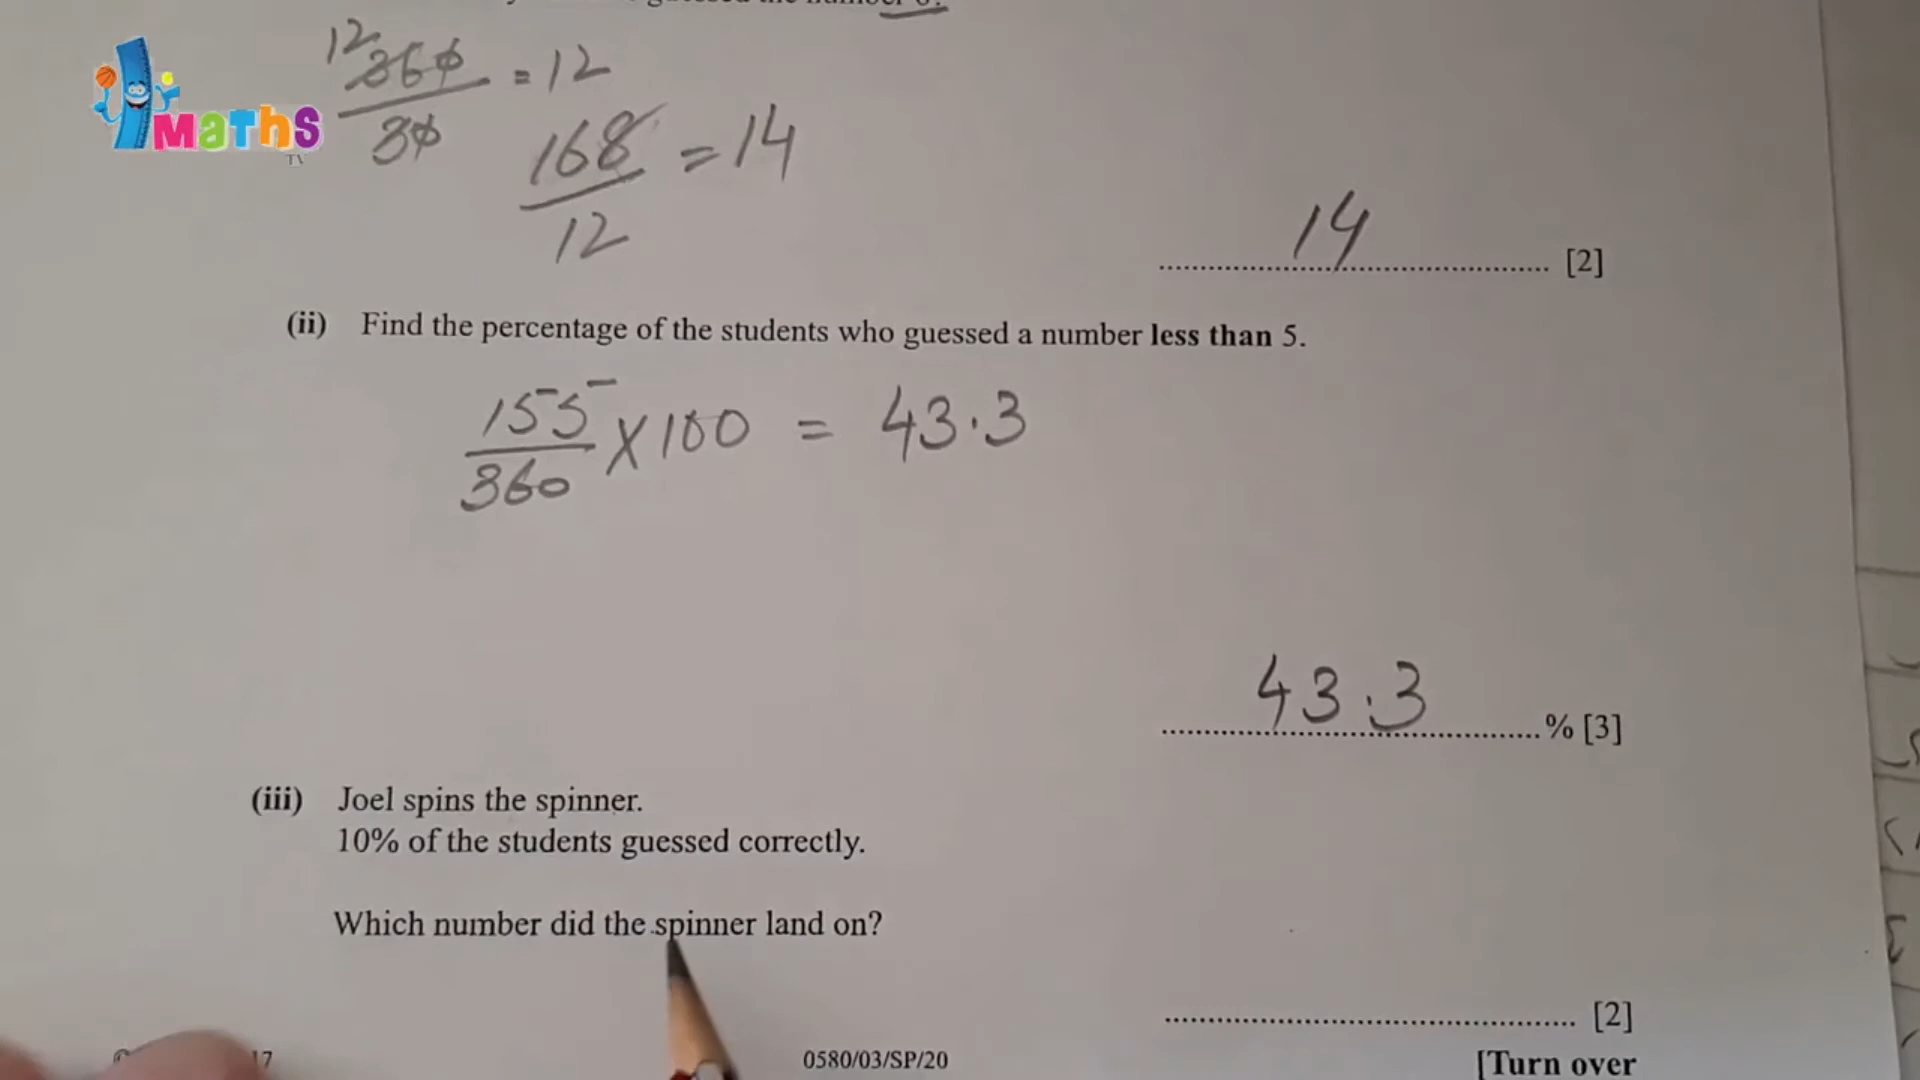 maths
TV
12
360/30 = 12
168/12 = 14
14 [2]
(ii) Find the percentage of the students who guessed a number less than 5.
155/360 X 100 = 43.3
43.3 % [3]
(iii) Joel spins the spinner.
10% of the students guessed correctly.
Which number did the spinner land on?
[2]
17
0580/03/SP/20
[Turn over